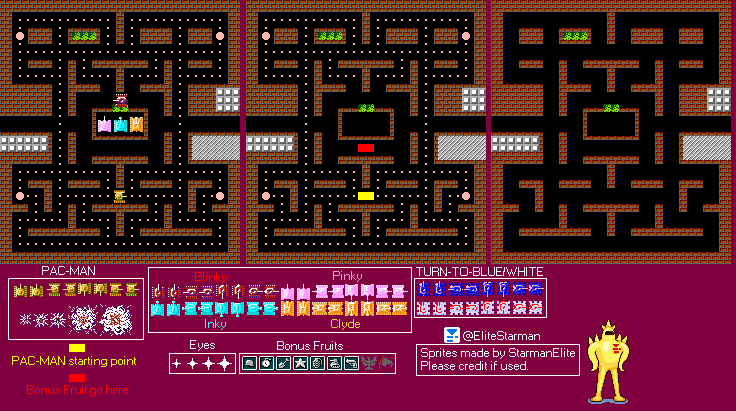 PAC-MAN
Blinky
Pinky
Inky
Clyde
TURN-TO-BLUE/WHITE
PAC-MAN starting point
Bonus Fruit go here
Eyes
Bonus Fruits
@EliteStarman
Sprites made by StarmanElite
Please credit if used.